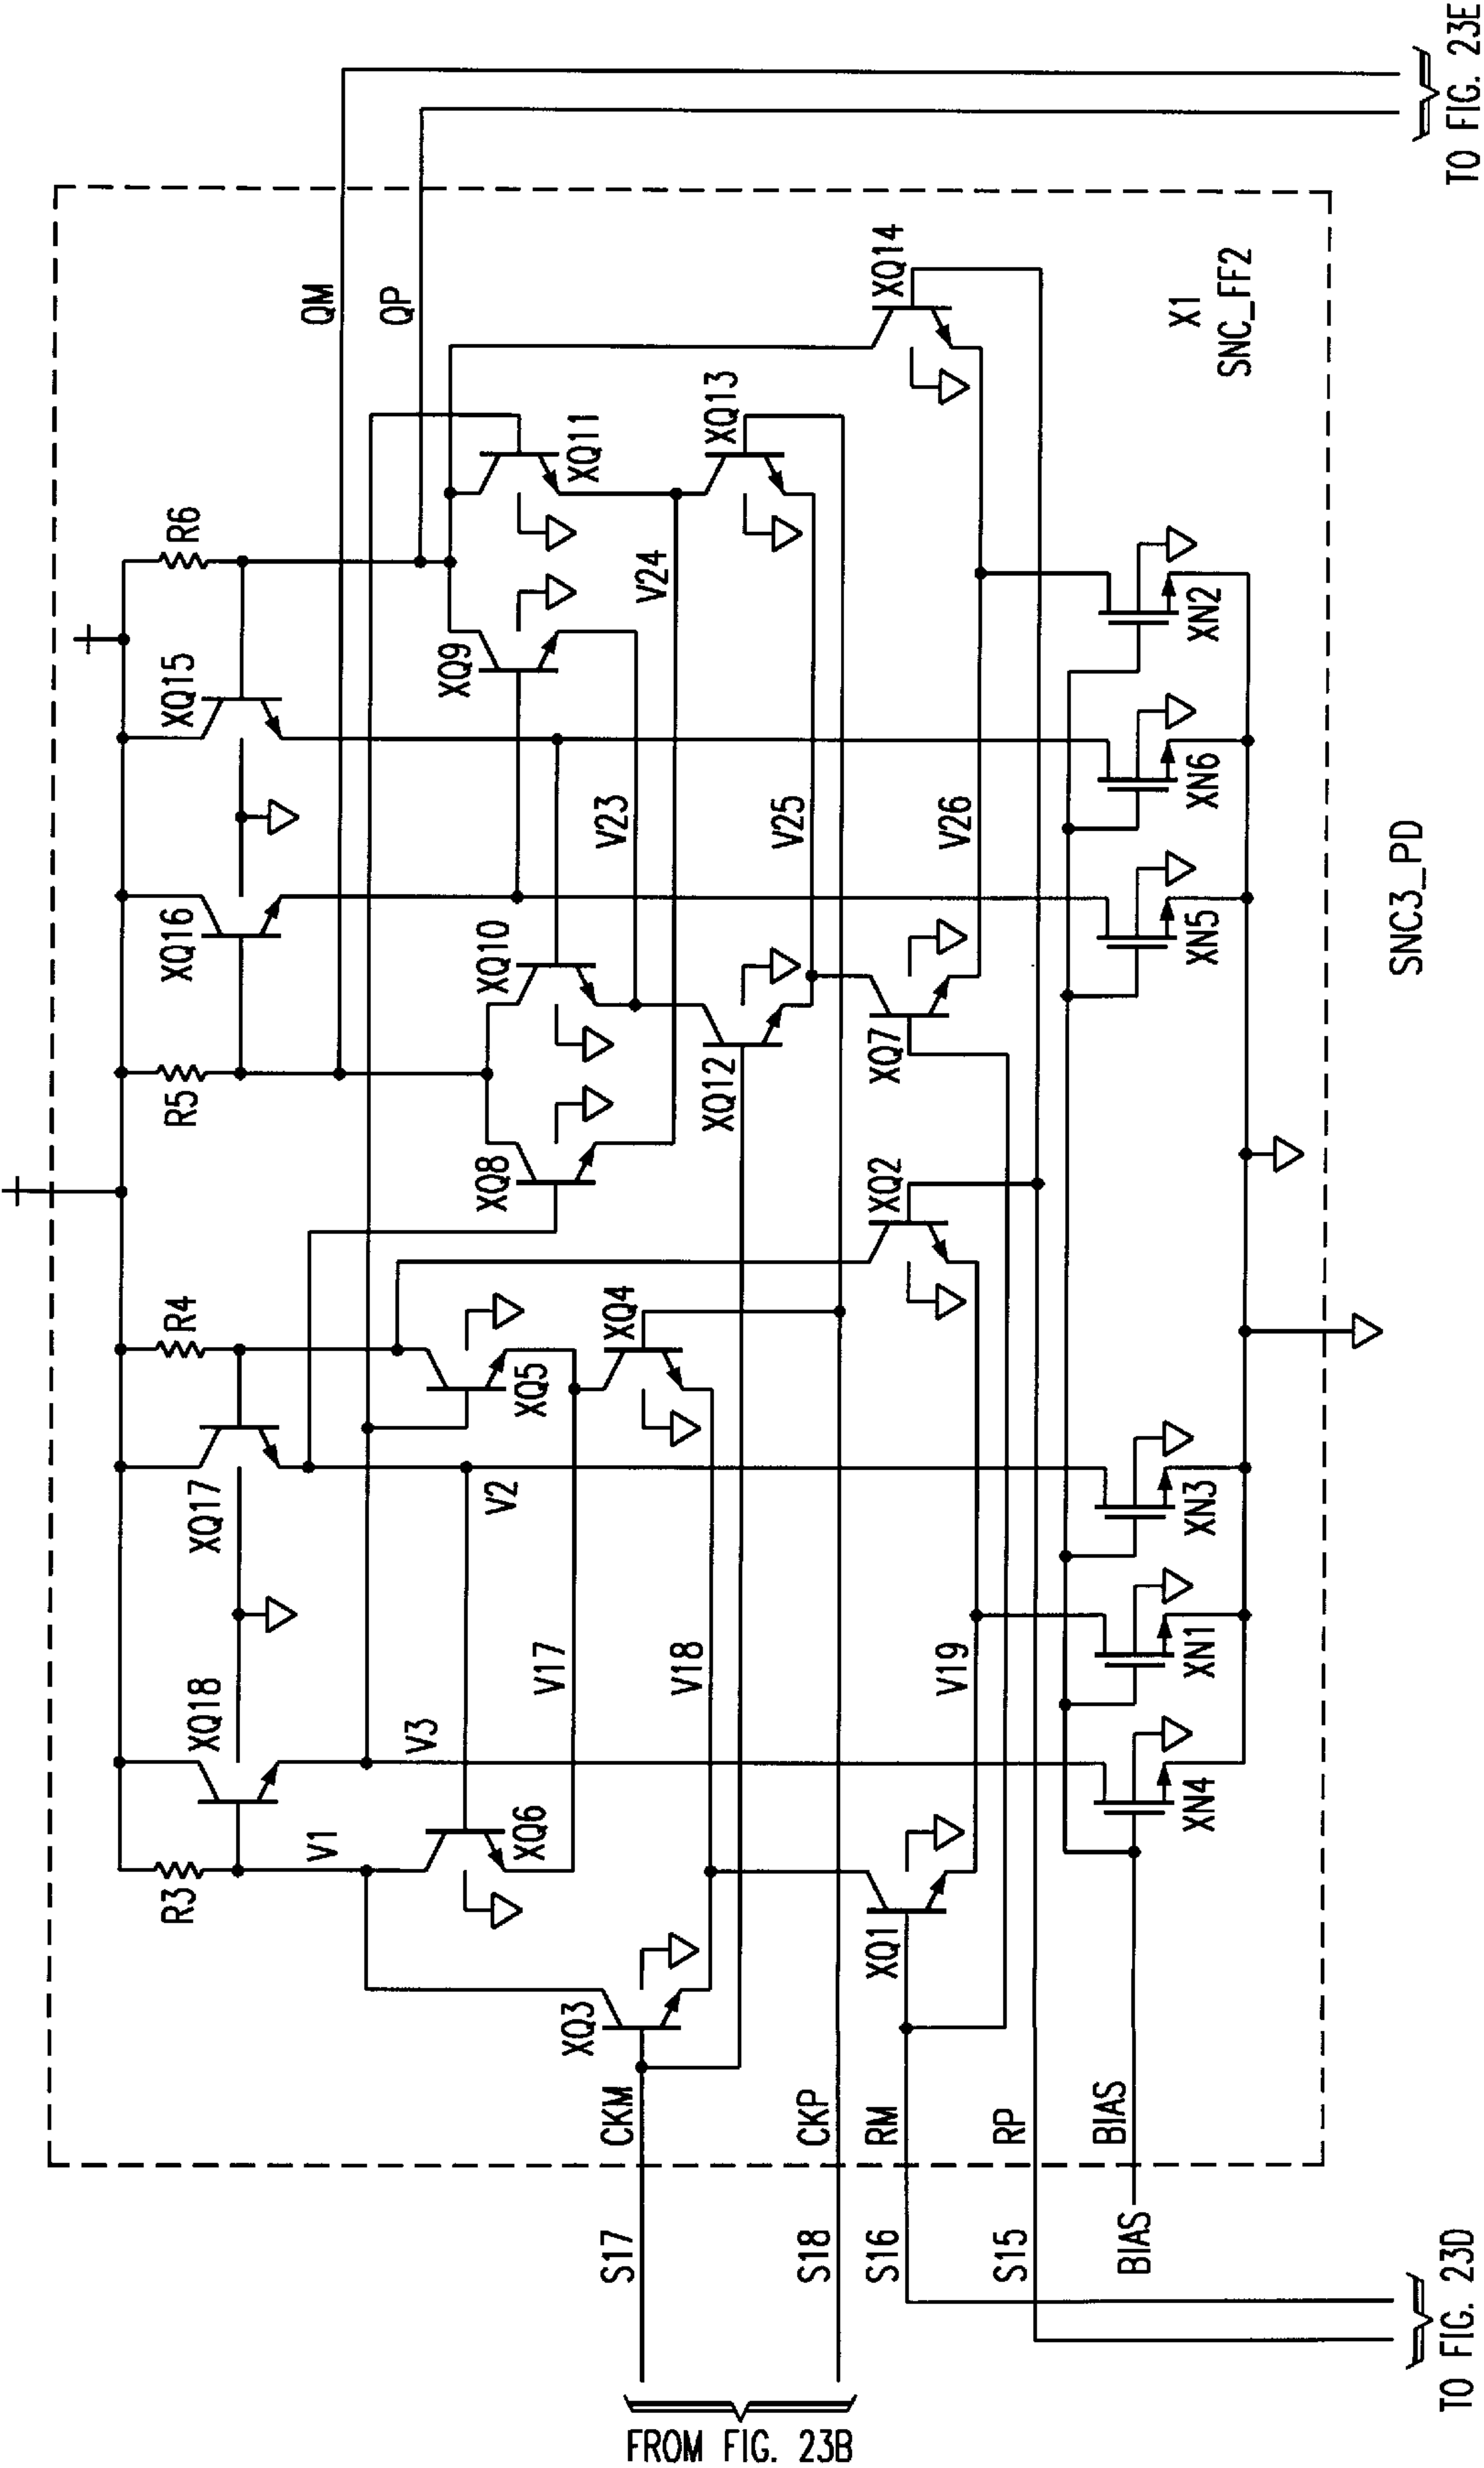 TO FIG. 23E
QM
QP
R3
R4
R5
R6
XQ18
XQ17
XQ16
XQ15
V1
V3
V2
XQ6
XQ5
XQ8
XQ10
XQ9
XQ11
V17
V23
V24
XQ3
XQ4
XQ12
XQ13
V18
V25
XQ1
XQ2
XQ7
XQ14
V19
V26
XN4
XN1
XN3
XN5
XN6
XN2
X1
SNC_FF2
SNC3_PD
S17
CKM
S18
CKP
S16
RM
S15
RP
BIAS
BIAS
FROM FIG. 23B
TO FIG. 23D